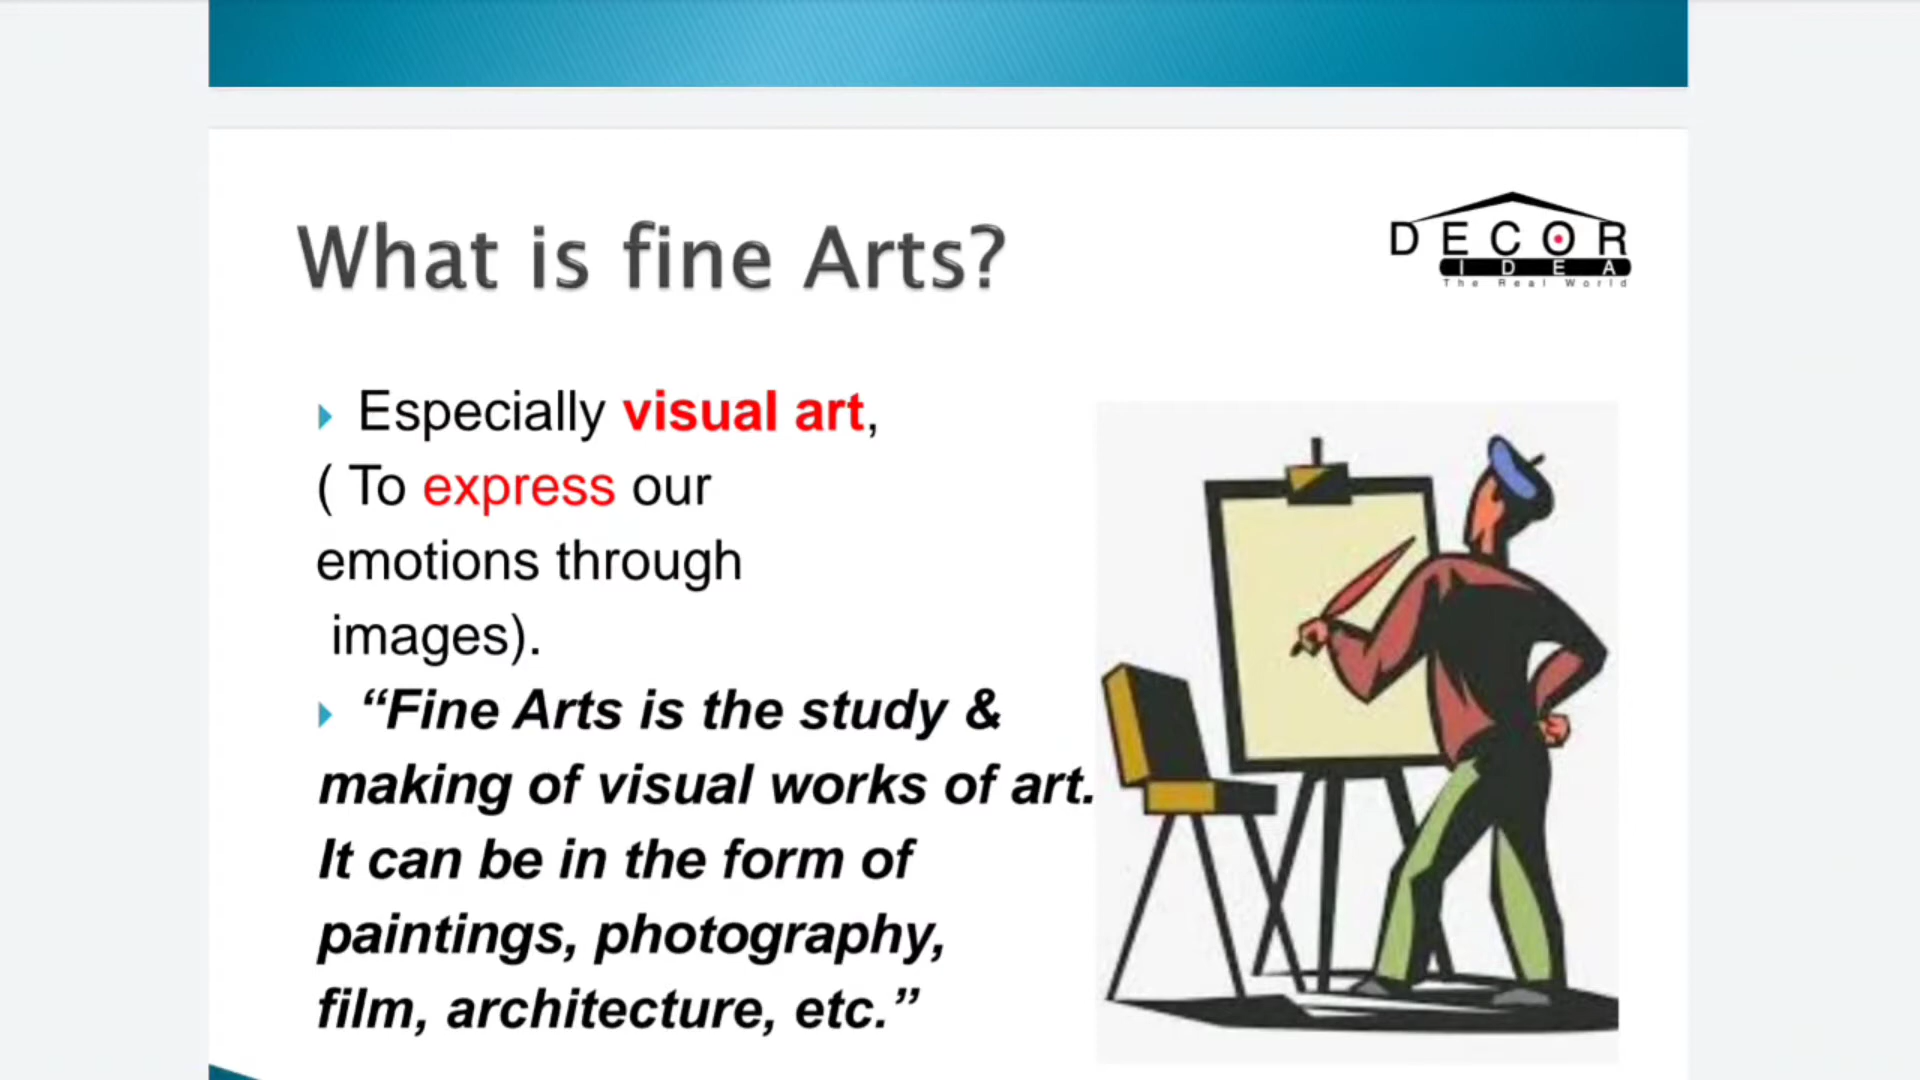 What is fine Arts?
DECOR
IDEA
The Real World
Especially visual art,
( To express our
emotions through
images).
“Fine Arts is the study &
making of visual works of art.
It can be in the form of
paintings, photography,
film, architecture, etc.”